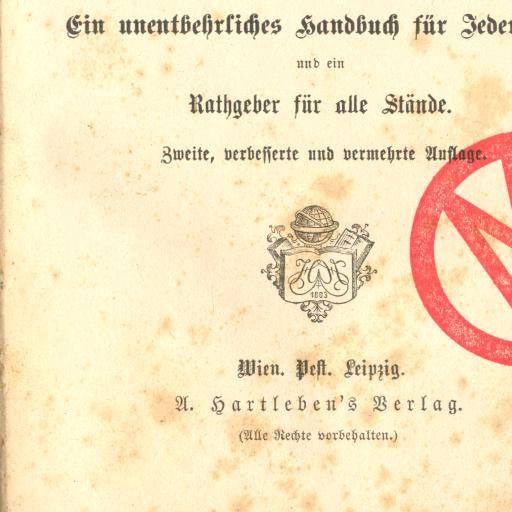 Ein unentbehrliches Handbuch für Jeder
und ein
Rathgeber für alle Stände.
Zweite, verbesserte und vermehrte Auflage.
1803
Wien. Pest. Leipzig.
A. Hartleben's Verlag.
(Alle Rechte vorbehalten.)